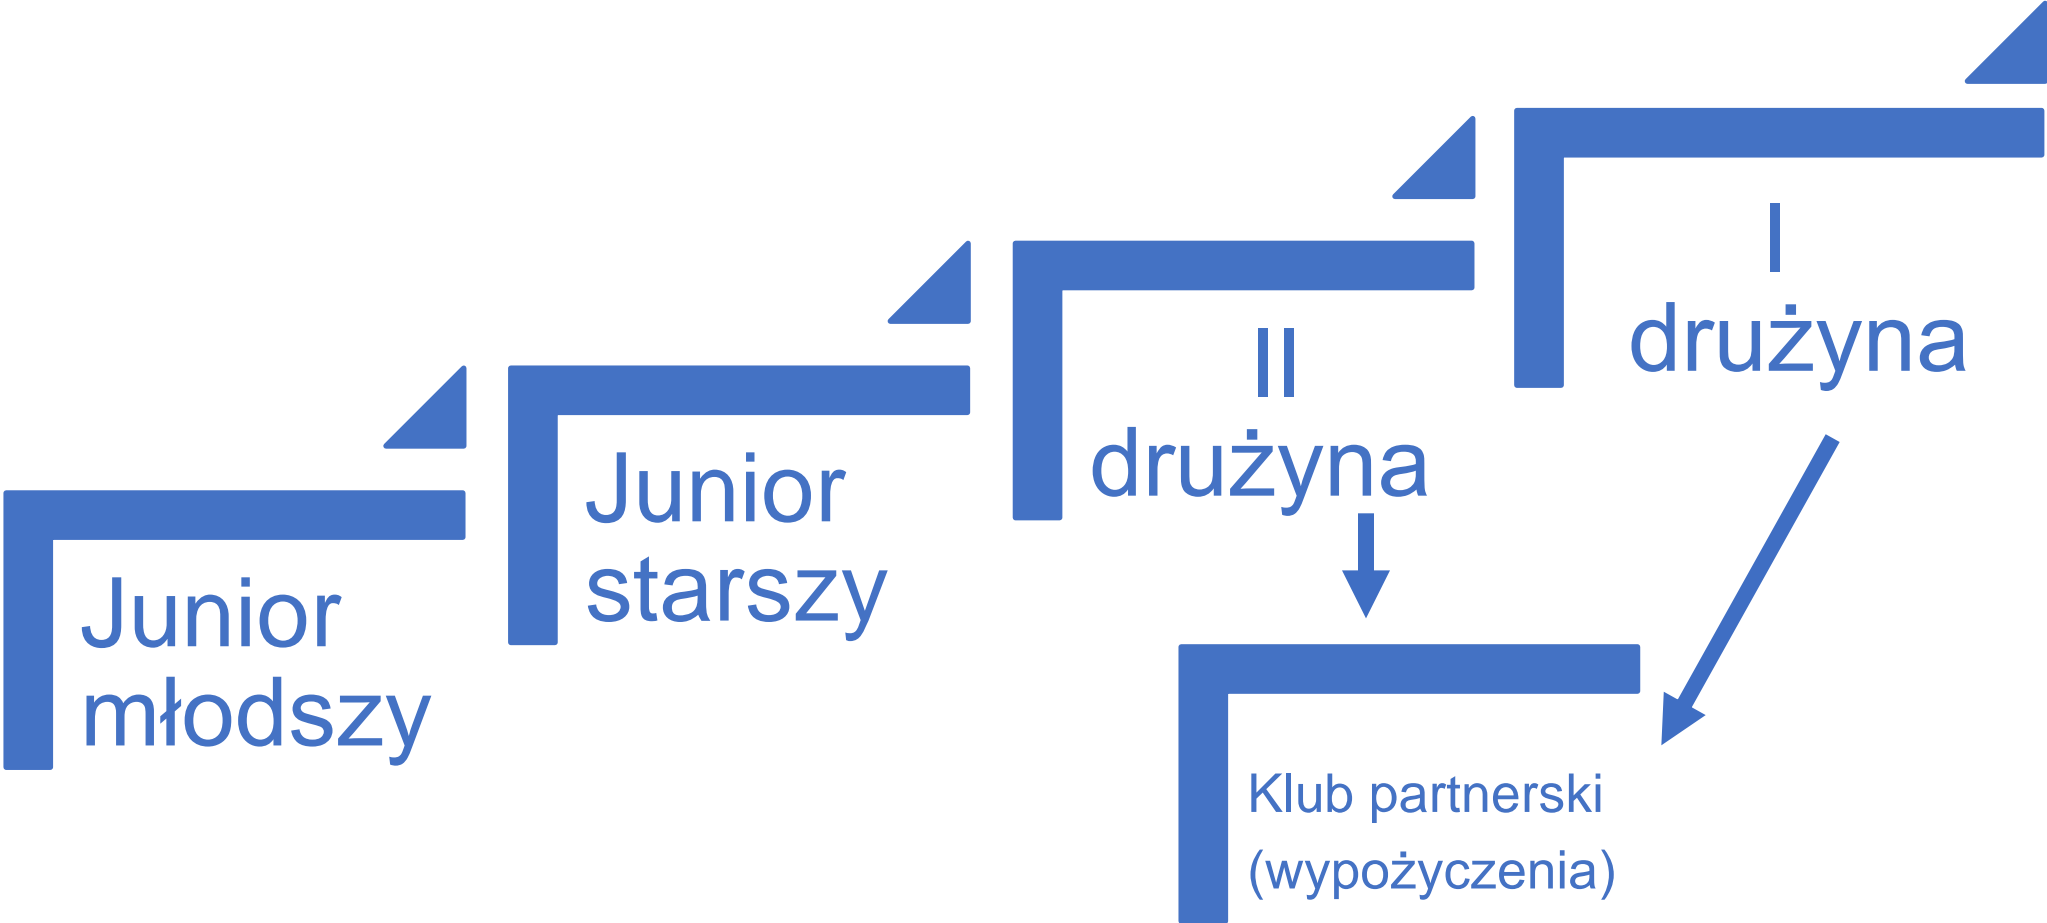 Junior
młodszy
Junior
starszy
II
drużyna
I
drużyna
Klub partnerski
(wypożyczenia)